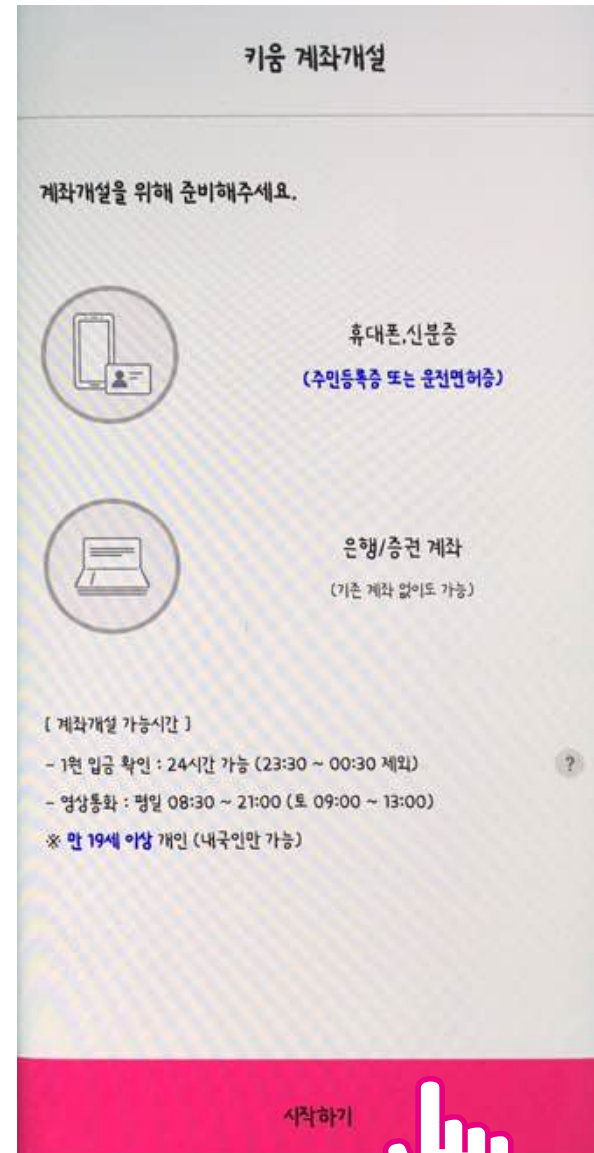 키움 계좌개설
계좌개설을 위해 준비해주세요.
휴대폰,신분증
(주민등록증 또는 운전면허증)
은행/증권 계좌
(기존 계좌 없이도 가능)
[ 계좌개설 가능시간 ]
- 1원 입금 확인 : 24시간 가능 (23:30 ~ 00:30 제외)
?
- 영상통화 : 평일 08:30 ~ 21:00 (토 09:00 ~ 13:00)
※ 만 19세 이상 개인 (내국인만 가능)
시작하기